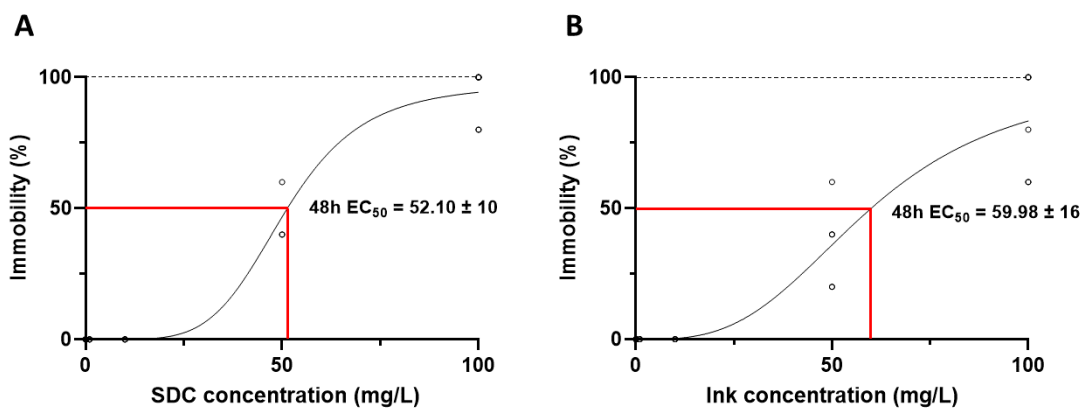 A
Immobility (%)
100
50
0
48h EC₅₀ = 52.10 ± 10
0
50
100
SDC concentration (mg/L)
B
Immobility (%)
100
50
0
48h EC₅₀ = 59.98 ± 16
0
50
100
Ink concentration (mg/L)